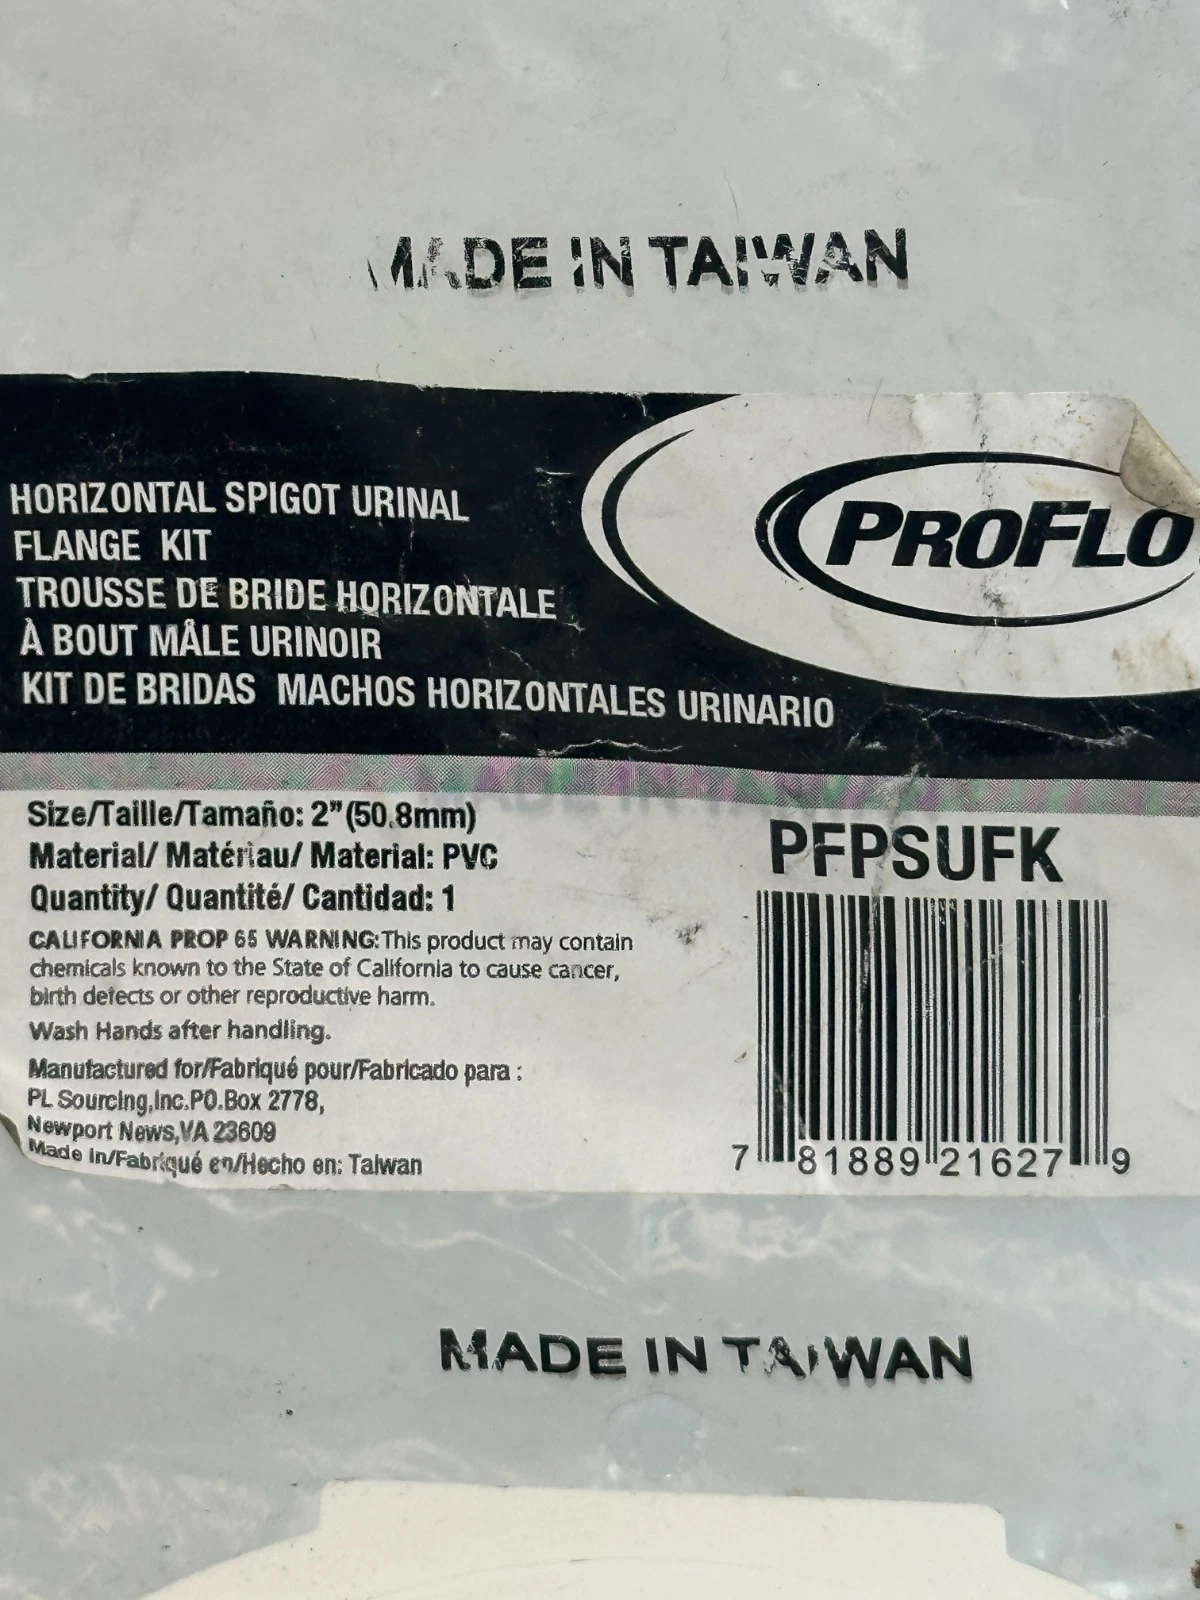 MADE IN TAIWAN
PROFLO
HORIZONTAL SPIGOT URINAL
FLANGE KIT
TROUSSE DE BRIDE HORIZONTALE
À BOUT MÂLE URINOIR
KIT DE BRIDAS MACHOS HORIZONTALES URINARIO
Size/Taille/Tamaño: 2" (50.8mm)
Material/ Matériau/ Material: PVC
Quantity/ Quantité/ Cantidad: 1
CALIFORNIA PROP 65 WARNING: This product may contain
chemicals known to the State of California to cause cancer,
birth defects or other reproductive harm.
Wash Hands after handling.
Manufactured for/Fabriqué pour/Fabricado para :
PL Sourcing,Inc.PO.Box 2778,
Newport News,VA 23609
Made in/Fabriqué en/Hecho en: Taiwan
PFPSUFK
7 81889 21627 9
MADE IN TAIWAN